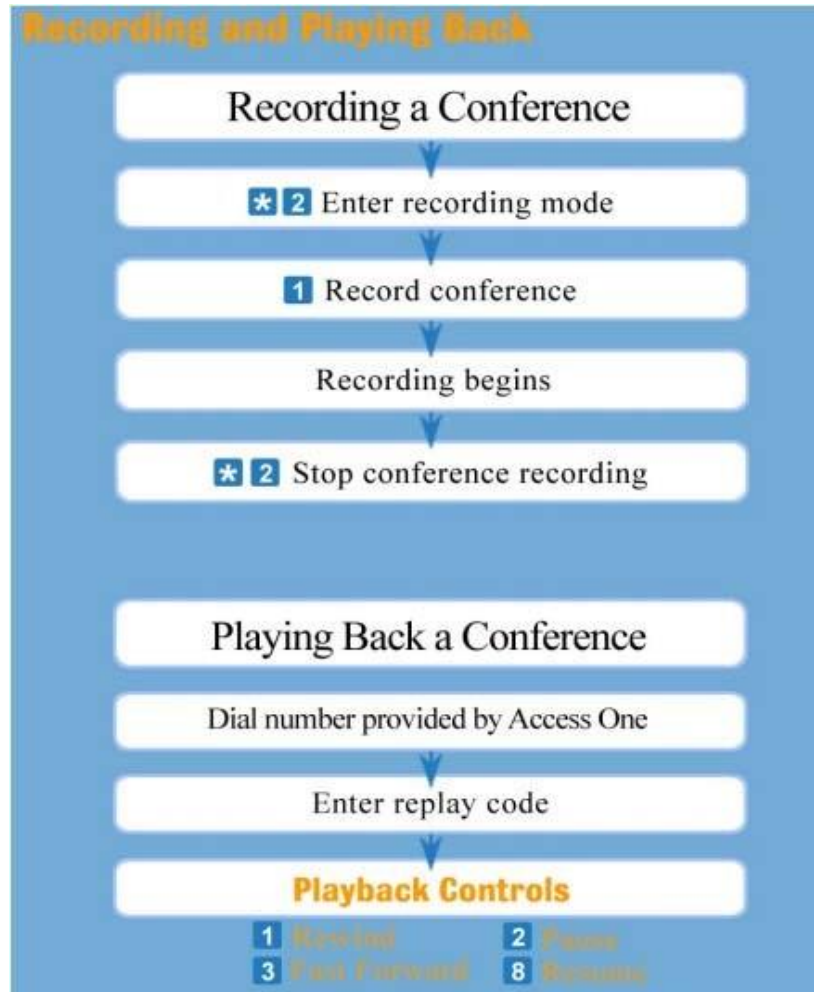 Recording and Playing Back
Recording a Conference
* 2 Enter recording mode
1 Record conference
Recording begins
* 2 Stop conference recording
Playing Back a Conference
Dial number provided by Access One
Enter replay code
Playback Controls
1 Rewind 2 Pause
3 Fast Forward 8 Resume